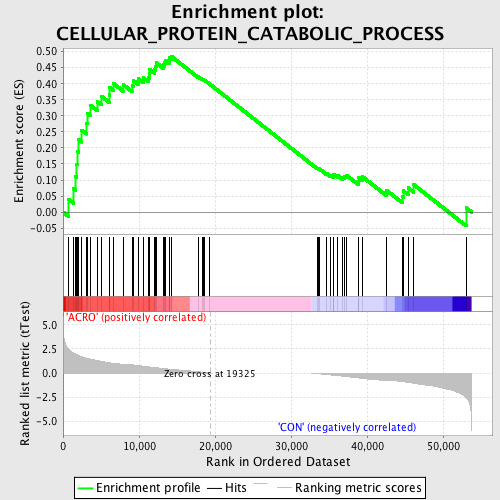 Enrichment plot:
CELLULAR_PROTEIN_CATABOLIC_PROCESS
Enrichment score (ES)
0.50
0.45
0.40
0.35
0.30
0.25
0.20
0.15
0.10
0.05
0.00
-0.05
'ACRO' (positively correlated)
Ranked list metric (tTest)
5.0
2.5
0.0
-2.5
-5.0
Zero cross at 19325
'CON' (negatively correlated)
0
10,000
20,000
30,000
40,000
50,000
Rank in Ordered Dataset
Enrichment profile
Hits
Ranking metric scores